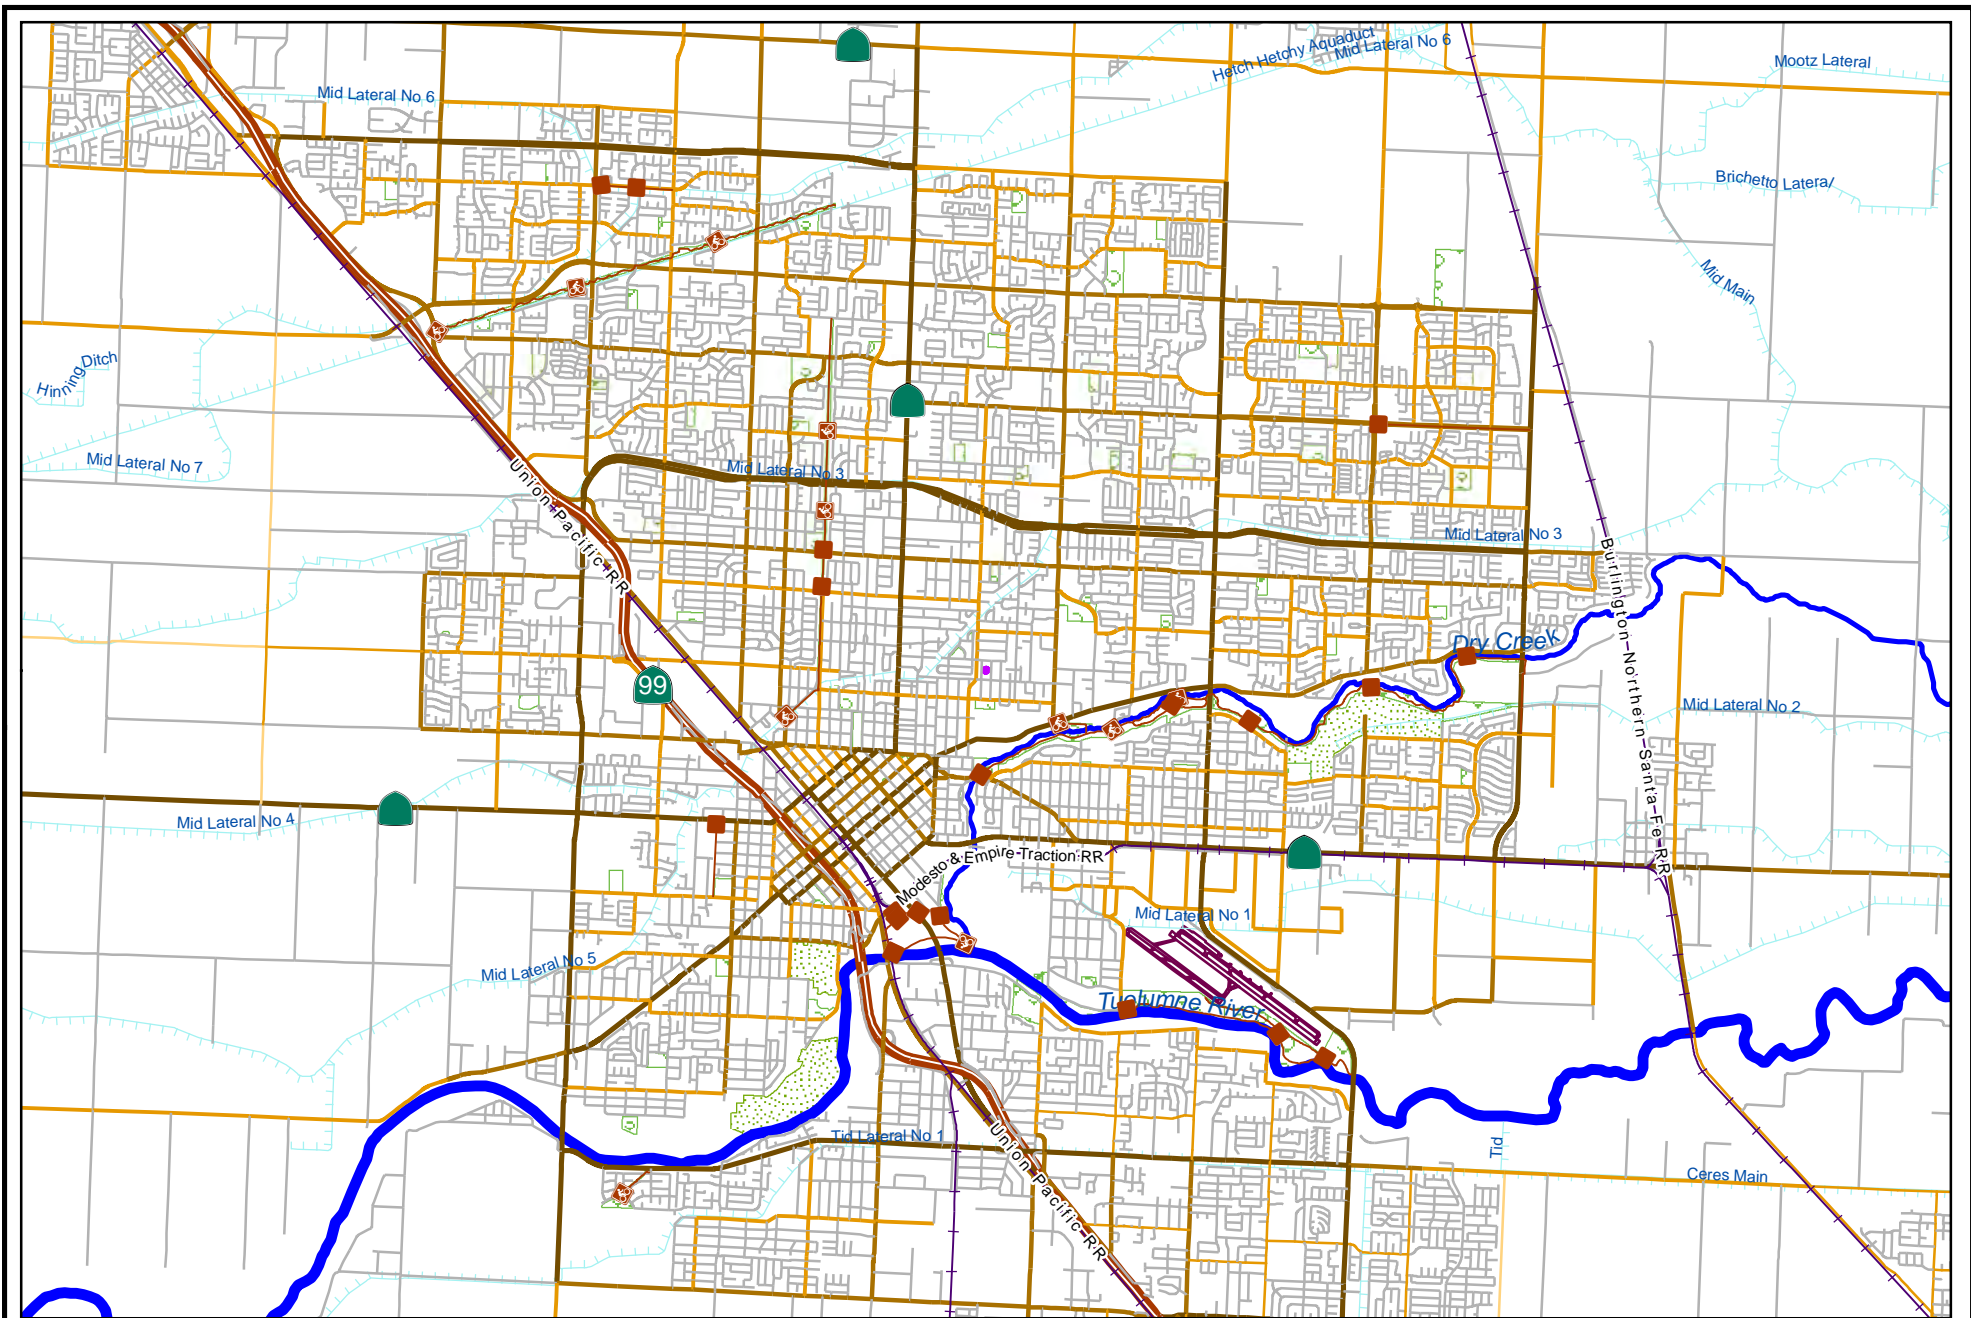 Hetch Hetchy Aquaduct
Mid Lateral No 6
Mootz Lateral
Mid Lateral No 6
Brichetto Lateral
Mid Main
Hinning Ditch
Mid Lateral No 7
Union Pacific RR
Mid Lateral No 3
Mid Lateral No 3
Burlington Northern Santa Fe RR
Dry Creek
99
Mid Lateral No 2
Mid Lateral No 4
Modesto & Empire Traction RR
Mid Lateral No 1
Mid Lateral No 5
Tuolumne River
Tid Lateral No 1
Union Pacific RR
Tid
Ceres Main